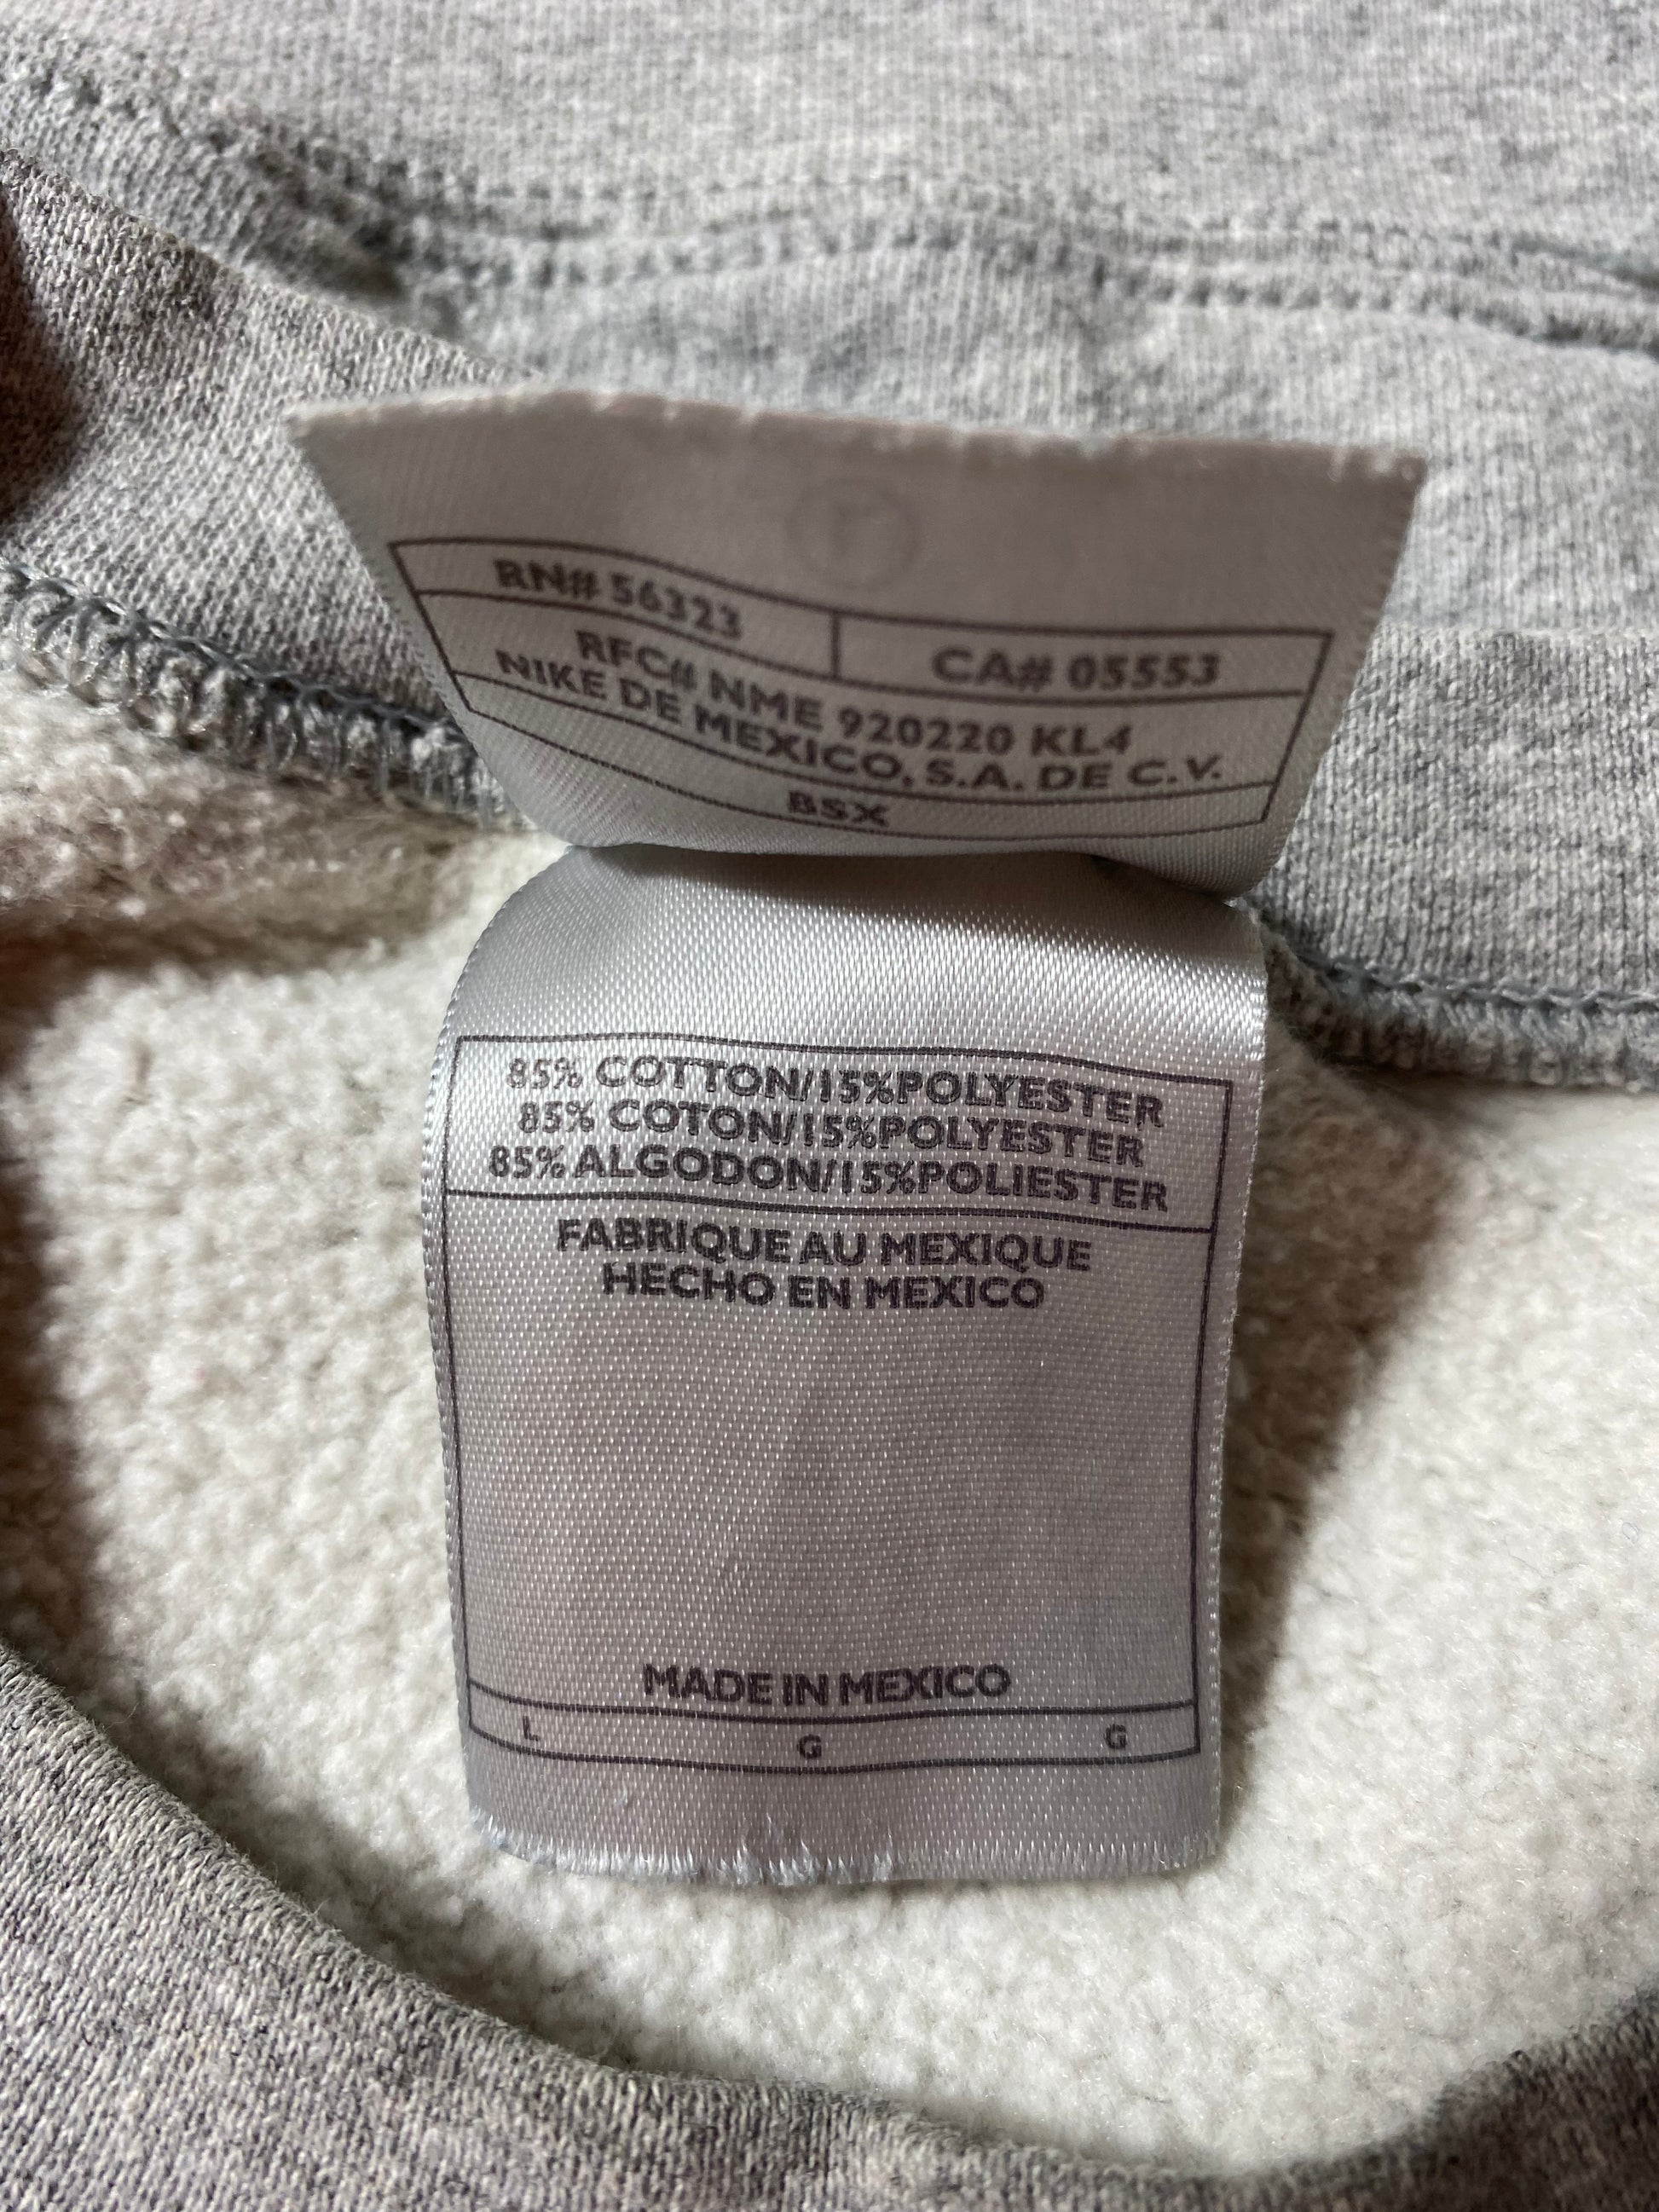 RN# 56323
CA# 05553
RFC# NME 920220 KL4
NIKE DE MEXICO, S.A. DE C.V.
BSX
85% COTTON/15%POLYESTER
85% COTON/15%POLYESTER
85% ALGODON/15%POLIESTER
FABRIQUE AU MEXIQUE
HECHO EN MEXICO
MADE IN MEXICO
L G G